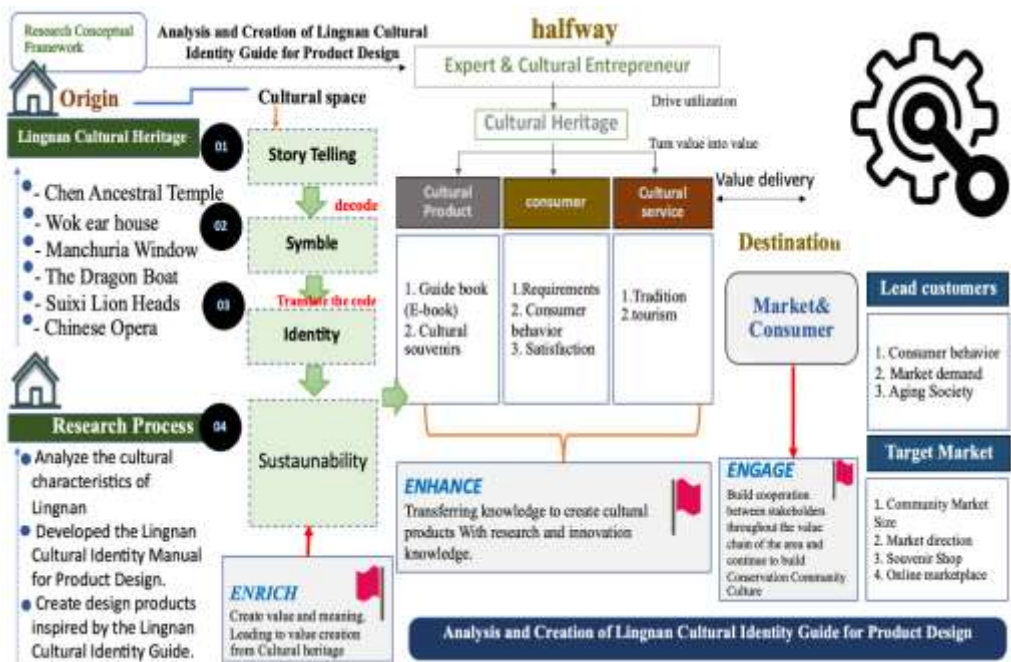 Research Conceptual
Framework
Analysis and Creation of Lingnan Cultural
Identity Guide for Product Design
halfway
Expert & Cultural Entrepreneur
Drive utilization
Cultural Heritage
Turn value into value
Origin
Cultural space
Lingnan Cultural Heritage
01
- Chen Ancestral Temple
- Wok ear house
- Manchuria Window
- The Dragon Boat
- Suixi Lion Heads
- Chinese Opera
02
03
Story Telling
decode
Symble
Translate the code
Identity
Sustaunability
Cultural
Product
consumer
Cultural
service
Value delivery
1. Guide book
(E-book)
2. Cultural
souvenirs
1.Requirements
2. Consumer
behavior
3. Satisfaction
1.Tradition
2.tourism
Destination
Market&
Consumer
Lead customers
1. Consumer behavior
2. Market demand
3. Aging Society
Research Process
04
Analyze the cultural
characteristics of
Lingnan
Developed the Lingnan
Cultural Identity Manual
for Product Design.
Create design products
inspired by the Lingnan
Cultural Identity Guide.
ENRICH
Create value and meaning,
Leading to value creation
from Cultural heritage
ENHANCE
Transferring knowledge to create cultural
products With research and innovation
knowledge.
ENGAGE
Build cooperation
between stakeholders
throughout the value
chain of the area and
continue to build
Conservation Community
Culture
Target Market
1. Community Market
Size
2. Market direction
3. Souvenir Shop
4. Online marketplace
Analysis and Creation of Lingnan Cultural Identity Guide for Product Design